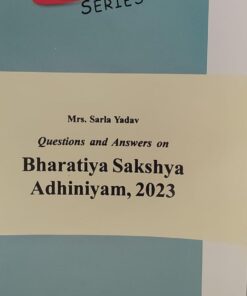 SERIES
Mrs. Sarla Yadav
Questions and Answers on
Bharatiya Sakshya
Adhiniyam, 2023